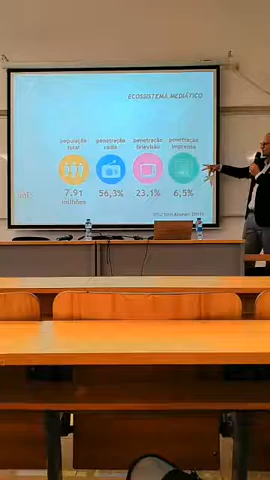 ECOSSISTEMA MEDIÁTICO
população total
penetração rádio
penetração televisão
penetração imprensa
7.91 milhões
56,3%
23.1%
6,5%